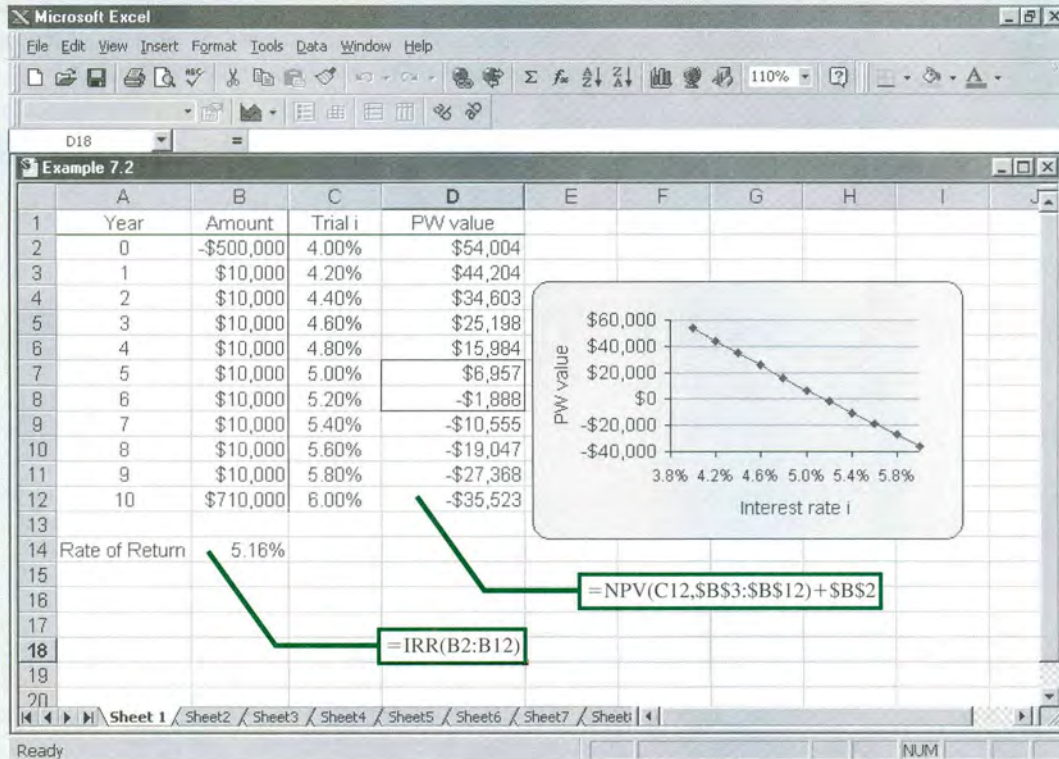 Microsoft Excel
File Edit View Insert Format Tools Data Window Help
110%
D18 =
Example 7.2
A B C D E F G H I J
1 Year Amount Trial i PW value
2 0 -$500,000 4.00% $54,004
3 1 $10,000 4.20% $44,204
4 2 $10,000 4.40% $34,603
5 3 $10,000 4.60% $25,198
6 4 $10,000 4.80% $15,984
7 5 $10,000 5.00% $6,957
8 6 $10,000 5.20% -$1,888
9 7 $10,000 5.40% -$10,555
10 8 $10,000 5.60% -$19,047
11 9 $10,000 5.80% -$27,368
12 10 $710,000 6.00% -$35,523
13
14 Rate of Return 5.16%
15
16
17
18
19
20
PW value
$60,000
$40,000
$20,000
$0
-$20,000
-$40,000
3.8% 4.2% 4.6% 5.0% 5.4% 5.8%
Interest rate i
=NPV(C12,$B$3:$B$12)+$B$2
=IRR(B2:B12)
Sheet 1 Sheet2 Sheet3 Sheet4 Sheet5 Sheet6 Sheet7
Ready NUM